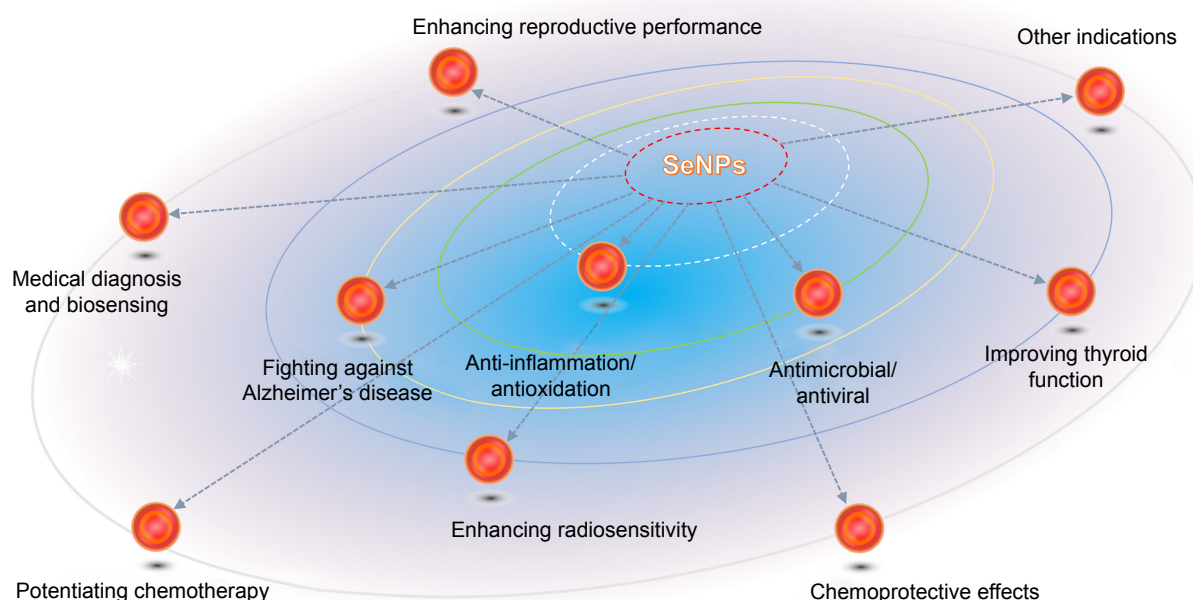 Enhancing reproductive performance
Other indications
SeNPs
Medical diagnosis
and biosensing
Fighting against
Alzheimer’s disease
Anti-inflammation/
antioxidation
Antimicrobial/
antiviral
Improving thyroid
function
Enhancing radiosensitivity
Potentiating chemotherapy
Chemoprotective effects